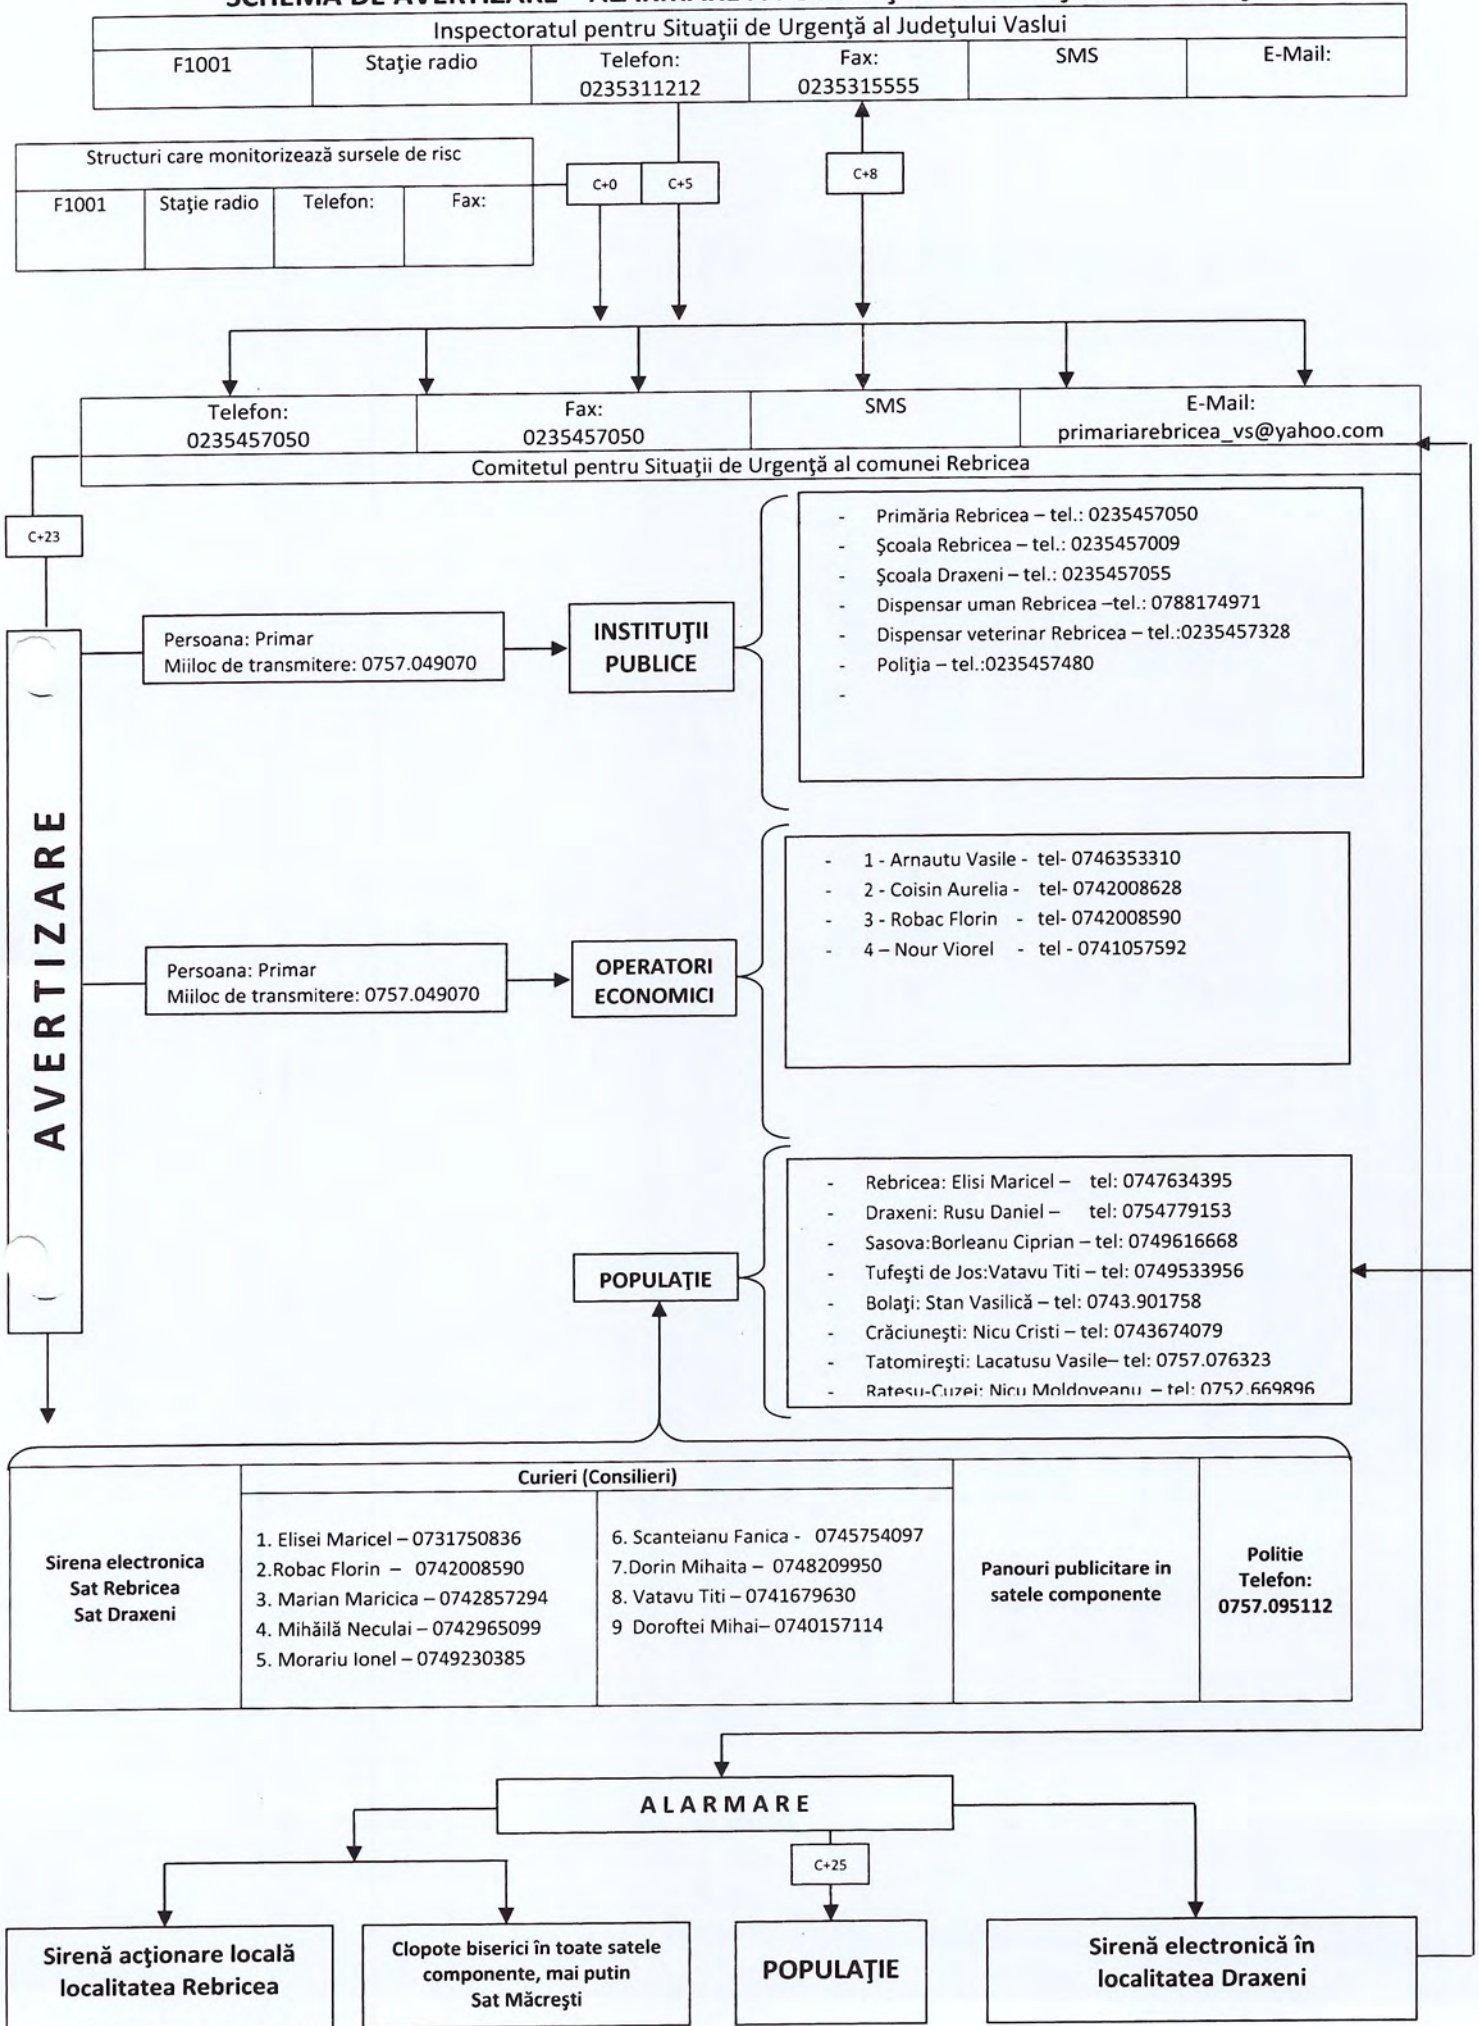 SCHEMA DE AVERTIZARE – ALARMARE
Inspectoratul pentru Situaţii de Urgenţă al Judeţului Vaslui
F1001
Staţie radio
Telefon:
0235311212
Fax:
0235315555
SMS
E-Mail:
Structuri care monitorizează sursele de risc
F1001
Staţie radio
Telefon:
Fax:
C+0
C+5
C+8
Telefon:
0235457050
Fax:
0235457050
SMS
E-Mail:
primariarebricea_vs@yahoo.com
Comitetul pentru Situaţii de Urgenţă al comunei Rebricea
C+23
AVERTIZARE
Persoana: Primar
Miiloc de transmitere: 0757.049070
INSTITUŢII
PUBLICE
- Primăria Rebricea – tel.: 0235457050
- Şcoala Rebricea – tel.: 0235457009
- Şcoala Draxeni – tel.: 0235457055
- Dispensar uman Rebricea –tel.: 0788174971
- Dispensar veterinar Rebricea – tel.:0235457328
- Poliţia – tel.:0235457480
-
Persoana: Primar
Miiloc de transmitere: 0757.049070
OPERATORI
ECONOMICI
- 1 - Arnautu Vasile - tel- 0746353310
- 2 - Coisin Aurelia - tel- 0742008628
- 3 - Robac Florin - tel- 0742008590
- 4 – Nour Viorel - tel - 0741057592
POPULAŢIE
- Rebricea: Elisi Maricel – tel: 0747634395
- Draxeni: Rusu Daniel – tel: 0754779153
- Sasova:Borleanu Ciprian – tel: 0749616668
- Tufeşti de Jos:Vatavu Titi – tel: 0749533956
- Bolaţi: Stan Vasilică – tel: 0743.901758
- Crăciuneşti: Nicu Cristi – tel: 0743674079
- Tatomireşti: Lacatusu Vasile– tel: 0757.076323
- Ratesu-Cuzei: Nicu Moldoveanu – tel: 0752.669896
Sirena electronica
Sat Rebricea
Sat Draxeni
Curieri (Consilieri)
1. Elisei Maricel – 0731750836
2.Robac Florin – 0742008590
3. Marian Maricica – 0742857294
4. Mihăilă Neculai – 0742965099
5. Morariu Ionel – 0749230385
6. Scanteianu Fanica - 0745754097
7.Dorin Mihaita – 0748209950
8. Vatavu Titi – 0741679630
9 Doroftei Mihai– 0740157114
Panouri publicitare in
satele componente
Politie
Telefon:
0757.095112
ALARMARE
C+25
Sirenă acţionare locală
localitatea Rebricea
Clopote biserici în toate satele
componente, mai putin
Sat Măcreşti
POPULAŢIE
Sirenă electronică în
localitatea Draxeni